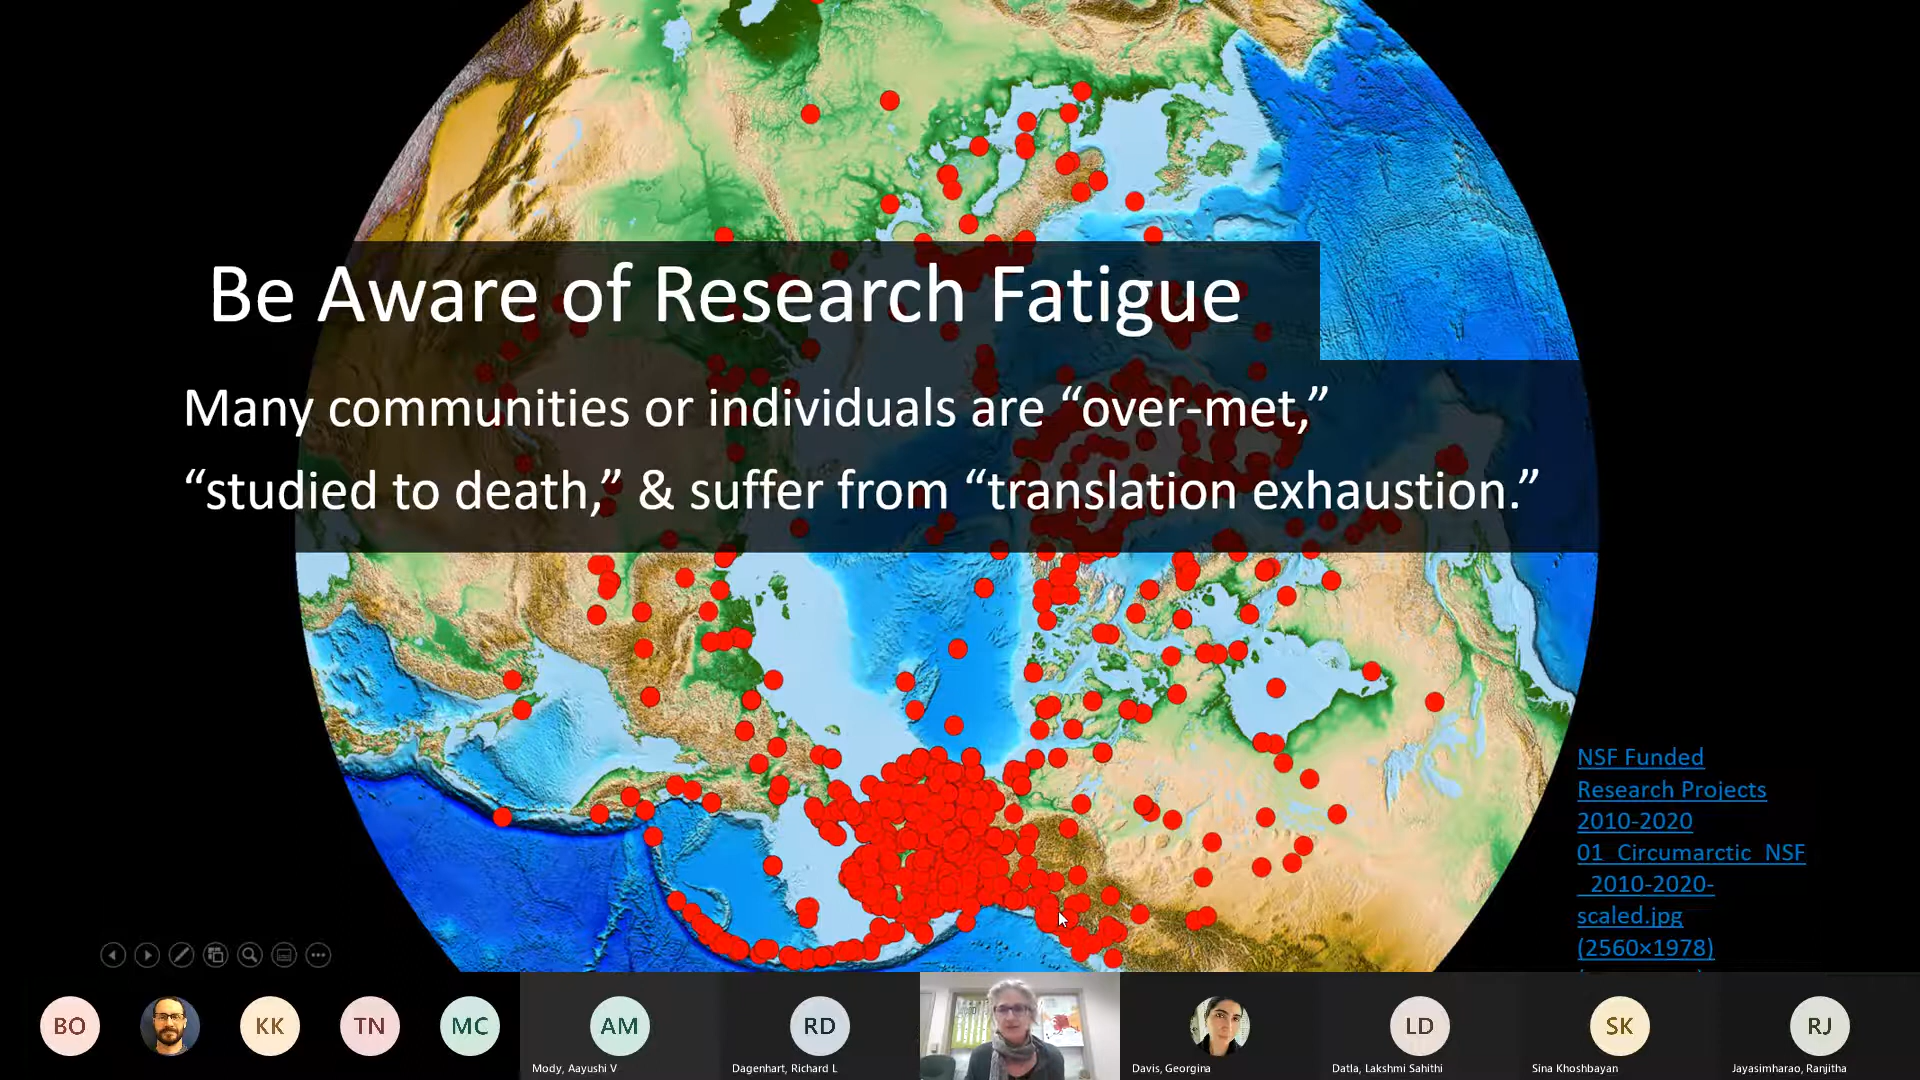 Be Aware of Research Fatigue
Many communities or individuals are “over-met,”
“studied to death,” & suffer from “translation exhaustion.”
NSF Funded
Research Projects
2010-2020
01_Circumarctic_NSF
_2010-2020-
scaled.jpg
(2560×1978)
BO
KK
TN
MC
AM
RD
LD
SK
RJ
Mody, Aayushi V
Dagenhart, Richard L
Davis, Georgina
Datla, Lakshmi Sahithi
Sina Khoshbayan
Jayasimharao, Ranjitha